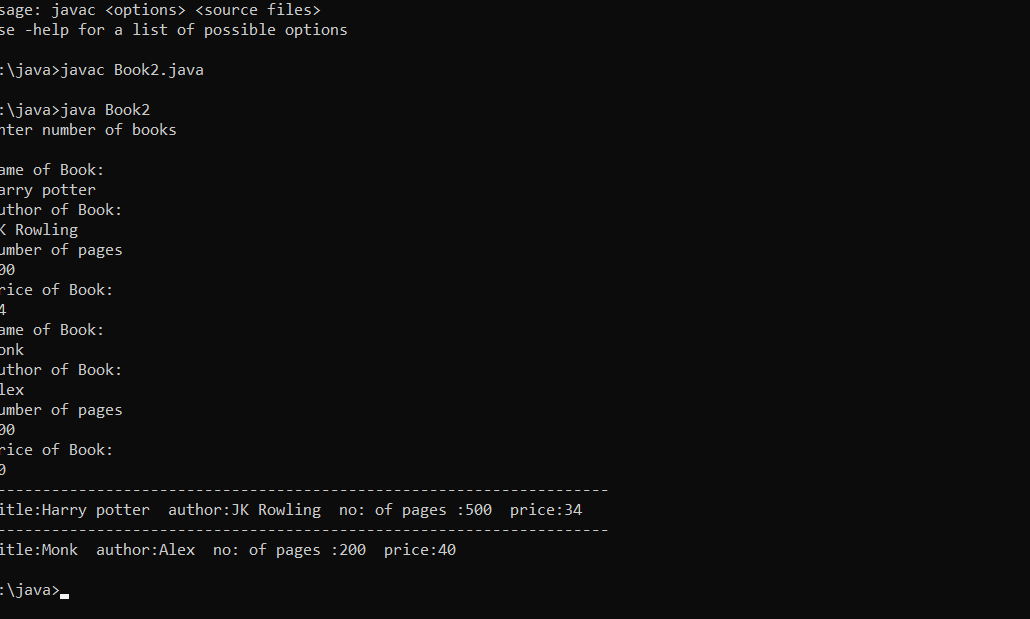 sage: javac <options> <source files>
se -help for a list of possible options
:\java>javac Book2.java
:\java>java Book2
nter number of books
ame of Book:
arry potter
uthor of Book:
K Rowling
umber of pages
00
rice of Book:
4
ame of Book:
onk
uthor of Book:
lex
umber of pages
00
rice of Book:
0
--------------------------------------------------------------------
itle:Harry potter  author:JK Rowling  no: of pages :500  price:34
--------------------------------------------------------------------
itle:Monk  author:Alex  no: of pages :200  price:40
:\java>